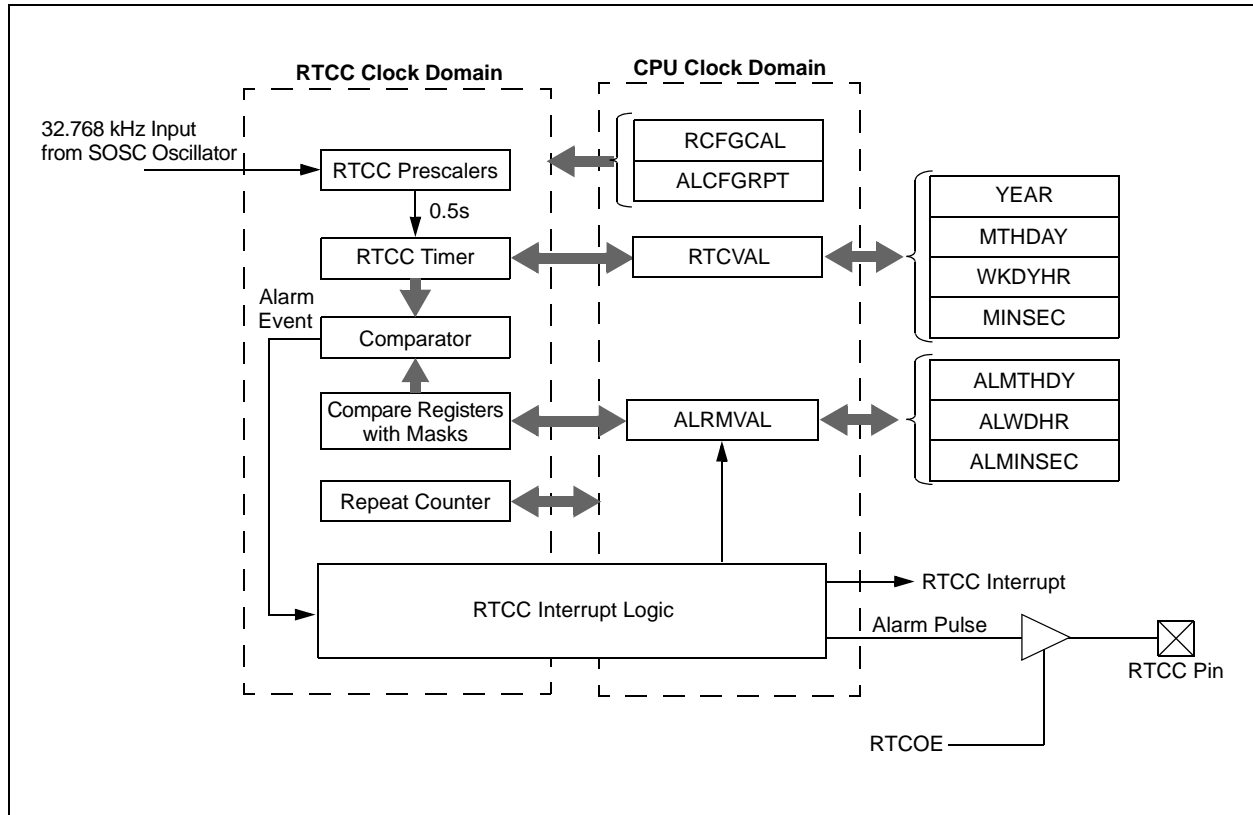 RTCC Clock Domain
CPU Clock Domain
32.768 kHz Input
from SOSC Oscillator
RTCC Prescalers
0.5s
RTCC Timer
Alarm
Event
Comparator
Compare Registers
with Masks
Repeat Counter
RCFGCAL
ALCFGRPT
RTCVAL
ALRMVAL
YEAR
MTHDAY
WKDYHR
MINSEC
ALMTHDY
ALWDHR
ALMINSEC
RTCC Interrupt Logic
RTCC Interrupt
Alarm Pulse
RTCC Pin
RTCOE